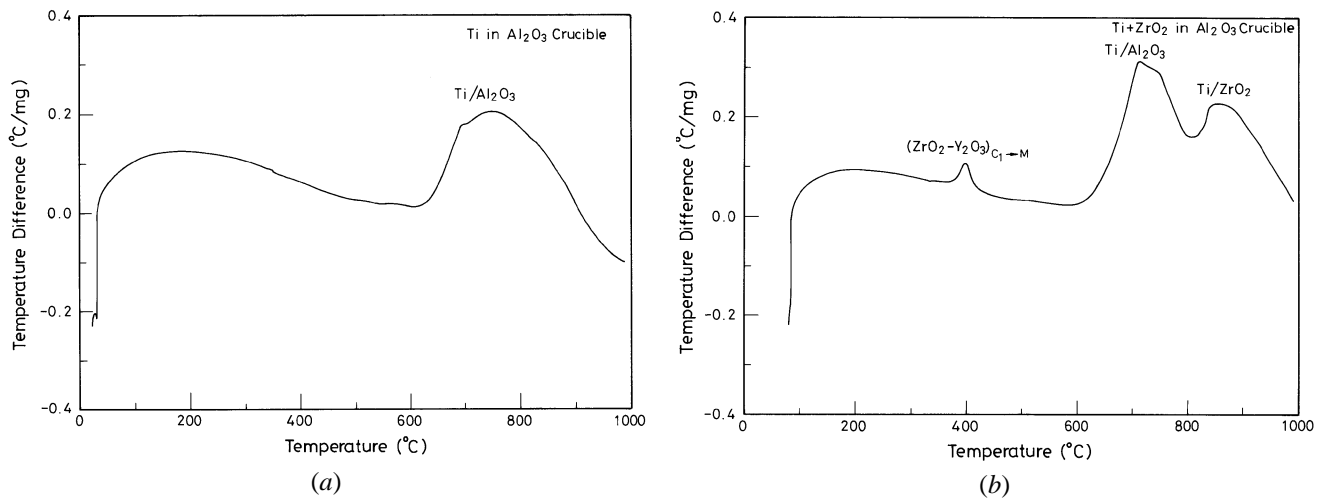 Ti in Al2O3 Crucible
Ti/Al2O3
Temperature Difference (°C/mg)
0.4
0.2
0.0
-0.2
-0.4
0 200 400 600 800 1000
Temperature (°C)
(a)
Ti+ZrO2 in Al2O3 Crucible
Ti/Al2O3
Ti/ZrO2
(ZrO2-Y2O3)C1→M
Temperature Difference (°C/mg)
0.4
0.2
0.0
-0.2
-0.4
0 200 400 600 800 1000
Temperature (°C)
(b)